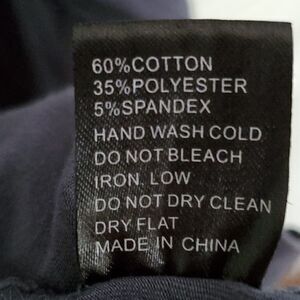 60%COTTON
35%POLYESTER
5%SPANDEX
HAND WASH COLD
DO NOT BLEACH
IRON LOW
DO NOT DRY CLEAN
DRY FLAT
MADE IN CHINA